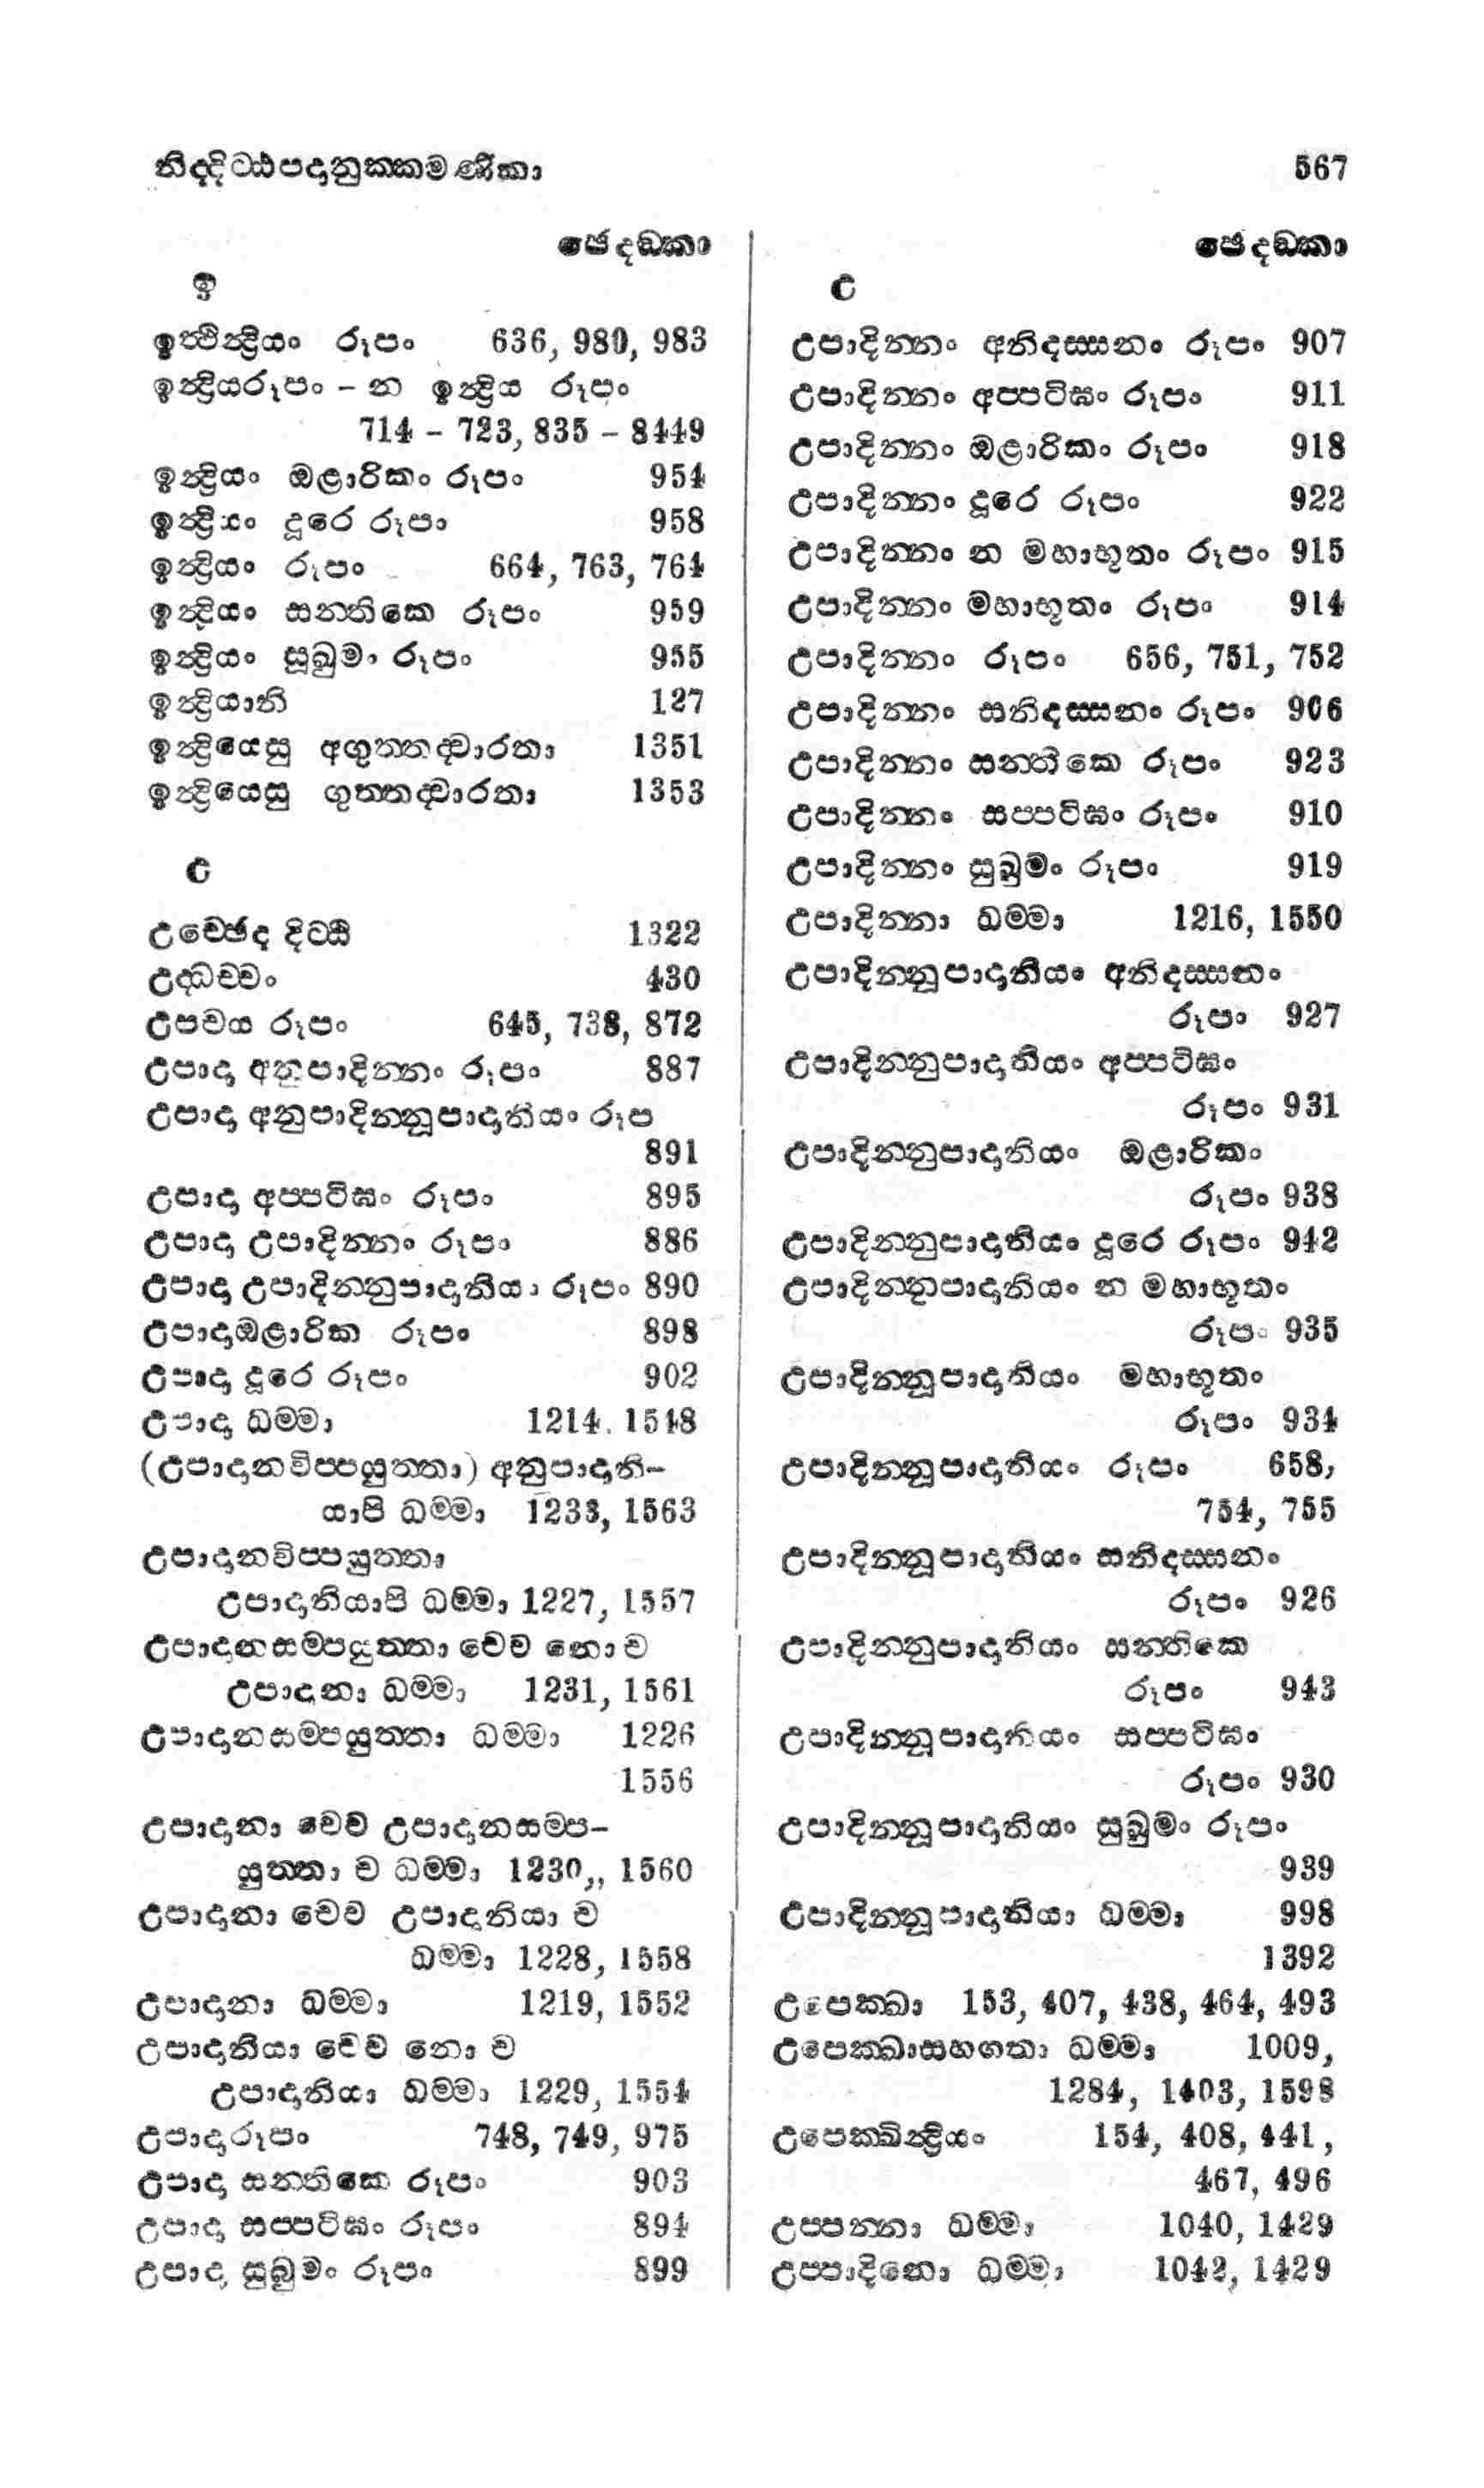 නිද්දිට්ඨපදානුක්කමණිකා 567
ඡෙදඞකා
ඉ
ඉත්ථින්ද්‍රියං රූපං 636, 980, 983
ඉන්ද්‍රියරූපං - න ඉන්ද්‍රිය රූපං
714 - 723, 835 - 8449
ඉන්ද්‍රියං ඔළාරිකං රූපං 954
ඉන්ද්‍රියං දූරෙ රූපං 958
ඉන්ද්‍රියං රූපං 664, 763, 764
ඉන්ද්‍රියං සන්තිකෙ රූපං 959
ඉන්ද්‍රියං සුඛුමං රූපං 955
ඉන්ද්‍රියානි 127
ඉන්ද්‍රියෙසු අගුත්තද්වාරතා 1351
ඉන්ද්‍රියෙසු ගුත්තද්වාරතා 1353
උ
උච්ඡෙද දිට්ඨි 1322
උද්ධච්චං 430
උපචය රූපං 645, 738, 872
උපාදා අනුපාදින්නං රූපං 887
උපාදා අනුපාදින්නූපාදානියං රූප
891
උපාදා අප්පටිඝං රූපං 895
උපාදා උපාදින්නං රූපං 886
උපාදා උපාදින්නුපාදානියං රූපං 890
උපාදාඔළාරික රූපං 898
උපාදා දූරෙ රූපං 902
උපාදා ධම්මා 1214. 1548
(උපාදානවිප්පයුත්තා) අනුපාදානි-
යාපි ධම්මා 1233, 1563
උපාදානවිප්පයුත්තා
උපාදානියාපි ධම්මා 1227, 1557
උපාදානසම්පයුත්තා චෙව නො ච
උපාදානා ධම්මා 1231, 1561
උපාදානසම්පයුත්තා ධම්මා 1226
1556
උපාදානා චෙව උපාදානසම්ප-
යුත්තා ච ධම්මා 1230,, 1560
උපාදානා චෙව උපාදානියා ච
ධම්මා 1228, 1558
උපාදානා ධම්මා 1219, 1552
උපාදානියා චෙව නො ච
උපාදානියා ධම්මා 1229, 1554
උපාදාරූපං 748, 749, 975
උපාදා සන්තිකෙ රූපං 903
උපාදා සප්පටිඝං රූපං 894
උපාදා සුඛුමං රූපං 899
ඡෙදඞකා
උ
උපාදින්නං අනිදස්සනං රූපං 907
උපාදින්නං අප්පටිඝං රූපං 911
උපාදින්නං ඔළාරිකං රූපං 918
උපාදින්නං දූරෙ රූපං 922
උපාදින්නං න මහාභූතං රූපං 915
උපාදින්නං මහාභූතං රූපං 914
උපාදින්නං රූපං 656, 751, 752
උපාදින්නං සනිදස්සනං රූපං 906
උපාදින්නං සන්තිකෙ රූපං 923
උපාදින්නං සප්පටිඝං රූපං 910
උපාදින්නං සුඛුමං රූපං 919
උපාදින්නා ධම්මා 1216, 1550
උපාදින්නූපාදානියං අනිදස්සනං
රූපං 927
උපාදින්නුපාදානියං අප්පටිඝං
රූපං 931
උපාදින්නුපාදානියං ඔළාරිකං
රූපං 938
උපාදින්නුපාදානියං දූරෙ රූපං 942
උපාදින්නූපාදානියං න මහාභූතං
රූපං 935
උපාදින්නූපාදානියං මහාභූතං
රූපං 934
උපාදින්නූපාදානියං රූපං 658,
754, 755
උපාදින්නූපාදානියං සනිදස්සනං
රූපං 926
උපාදින්නුපාදානියං සන්තිකෙ
රූපං 943
උපාදින්නූපාදානියං සප්පටිඝං
රූපං 930
උපාදින්නූපාදානියං සුඛුමං රූපං
939
උපාදින්නූපාදානියා ධම්මා 998
1392
උපෙක්ඛා 153, 407, 438, 464, 493
උපෙක්ඛාසහගතා ධම්මා 1009,
1284, 1403, 1598
උපෙක්ඛින්ද්‍රියං 154, 408, 441,
467, 496
උප්පන්නා ධම්මා 1040, 1429
උප්පාදිනො ධම්මා 1042, 1429